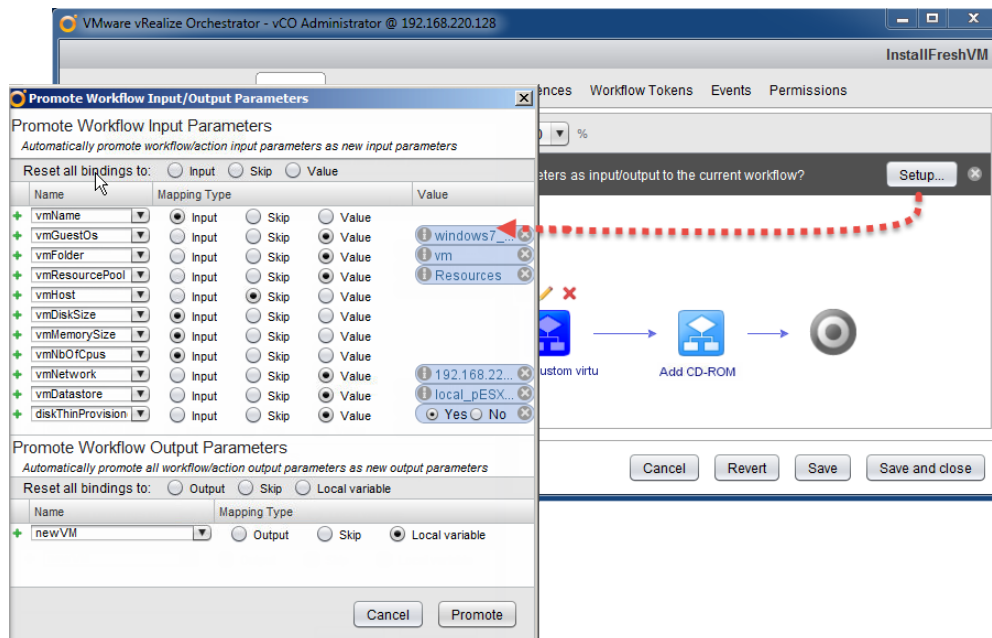 VMware vRealize Orchestrator - vCO Administrator @ 192.168.220.128
InstallFreshVM
ences Workflow Tokens Events Permissions
0 %
eters as input/output to the current workflow? Setup...
ustom virtu Add CD-ROM
Cancel Revert Save Save and close
Promote Workflow Input/Output Parameters
Promote Workflow Input Parameters
Automatically promote workflow/action input parameters as new input parameters
Reset all bindings to: Input Skip Value
Name Mapping Type Value
vmName Input Skip Value
vmGuestOs Input Skip Value windows7_...
vmFolder Input Skip Value vm
vmResourcePool Input Skip Value Resources
vmHost Input Skip Value
vmDiskSize Input Skip Value
vmMemorySize Input Skip Value
vmNbOfCpus Input Skip Value
vmNetwork Input Skip Value 192.168.22...
vmDatastore Input Skip Value local_pESX...
diskThinProvision Input Skip Value Yes No
Promote Workflow Output Parameters
Automatically promote all workflow/action output parameters as new output parameters
Reset all bindings to: Output Skip Local variable
Name Mapping Type
newVM Output Skip Local variable
Cancel Promote